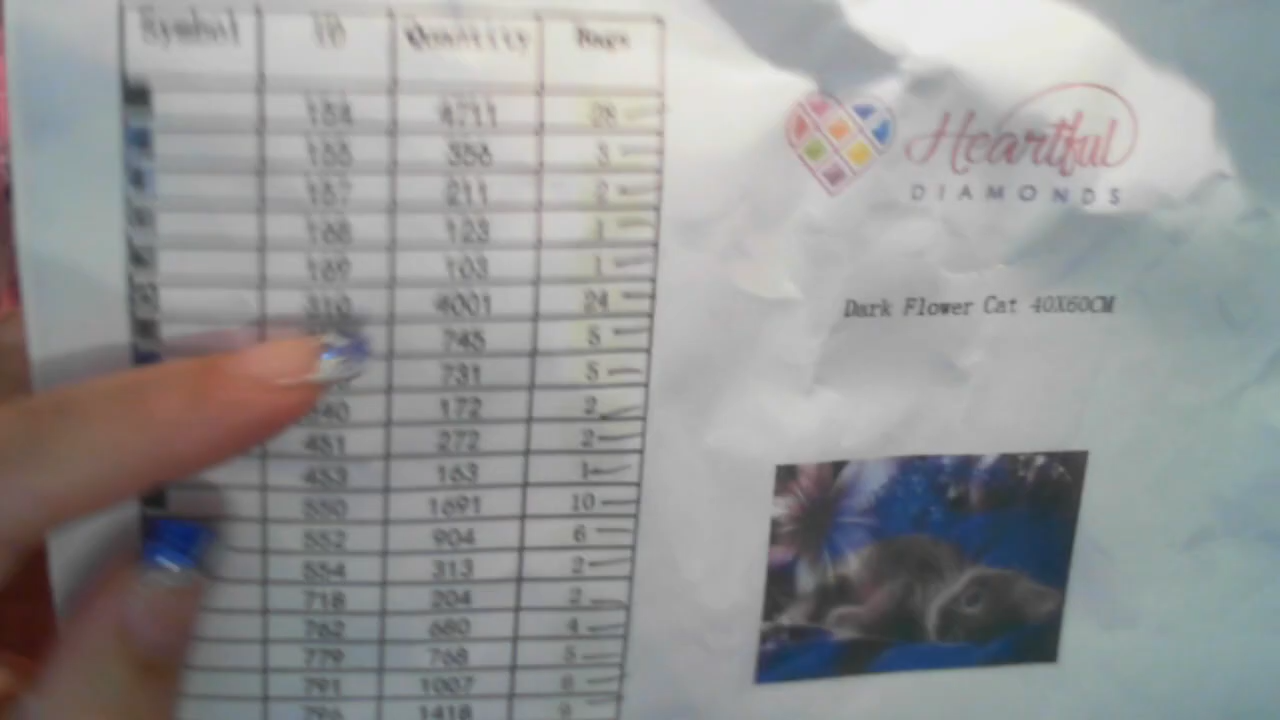 Symbol ID Quantity Bags
154 4711 28
155 356 3
157 211 2
168 123 1
169 103 1
310 4001 24
745 5
731 5
172 2
451 272 2
453 163 1
550 1691 10
552 904 6
554 313 2
718 204 2
762 680 4
779 768 5
791 1007 6
796 1418 9
Heartful
DIAMONDS
Dark Flower Cat 40X60CM